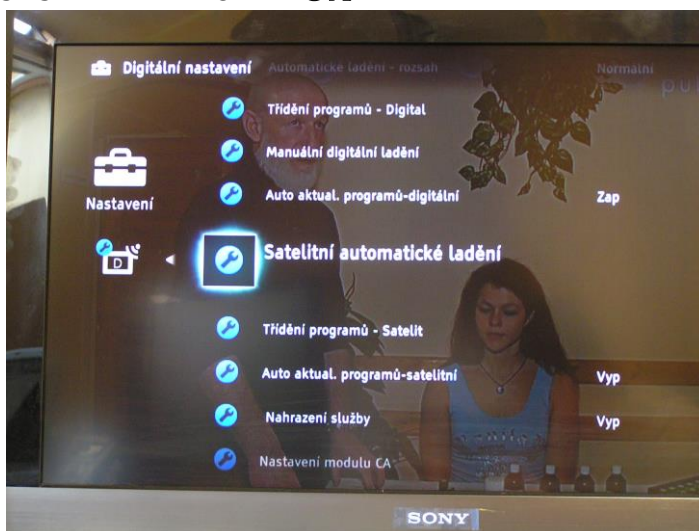 Digitální nastavení
Automatické ladění - rozsah Normální
Třídění programů - Digital
Manuální digitální ladění
Nastavení
Auto aktual. programů-digitální Zap
Satelitní automatické ladění
D
Třídění programů - Satelit
Auto aktual. programů-satelitní Vyp
Nahrazení služby Vyp
Nastavení modulu CA
SONY